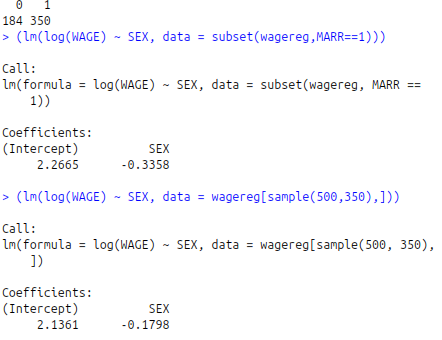 0 1
184 350
> (lm(log(WAGE) ~ SEX, data = subset(wagereg,MARR==1)))
Call:
lm(formula = log(WAGE) ~ SEX, data = subset(wagereg, MARR ==
1))
Coefficients:
(Intercept) SEX
2.2665 -0.3358
> (lm(log(WAGE) ~ SEX, data = wagereg[sample(500,350),]))
Call:
lm(formula = log(WAGE) ~ SEX, data = wagereg[sample(500, 350),
])
Coefficients:
(Intercept) SEX
2.1361 -0.1798